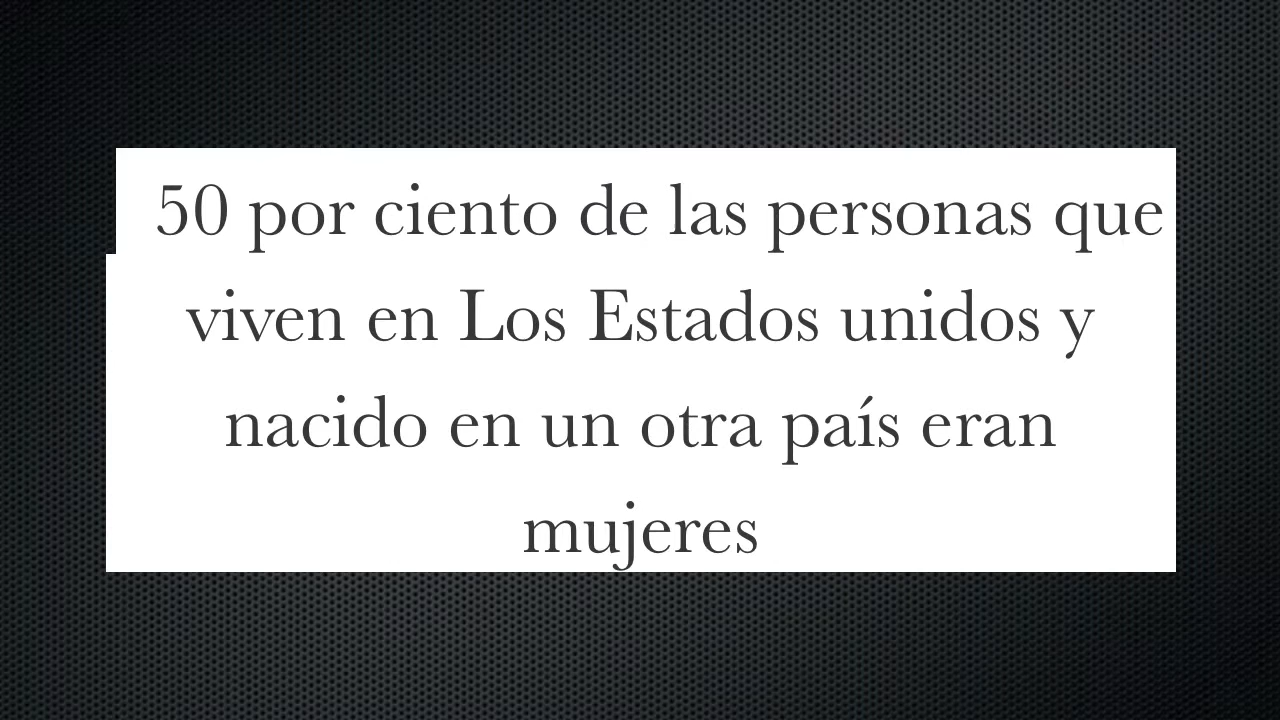 50 por ciento de las personas que
viven en Los Estados unidos y
nacido en un otra país eran
mujeres